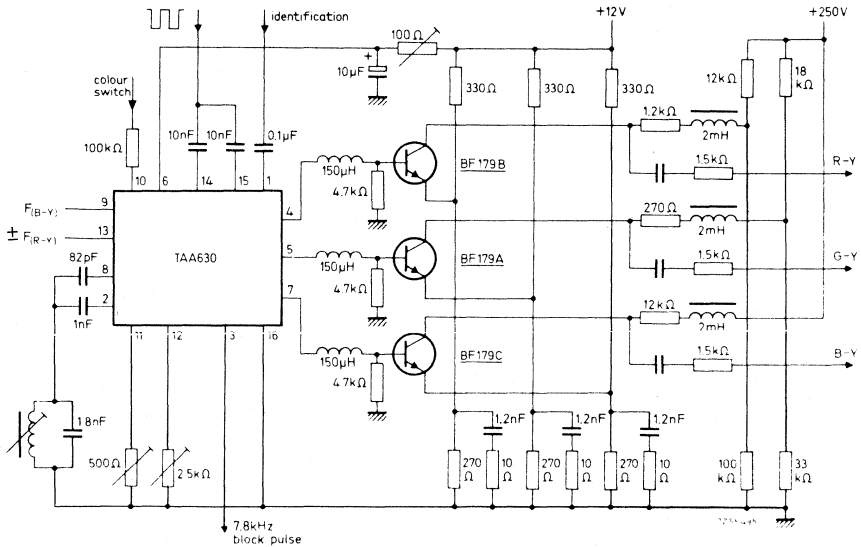 +12V
+250V
identification
100Ω
+
10µF
330Ω
330Ω
330Ω
12kΩ
18
kΩ
colour
switch
100kΩ
10nF
10nF
0.1µF
1.2kΩ
2mH
1.5kΩ
R-Y
150µH
4.7kΩ
BF179B
10
6
14
15
1
4
9
F(B-Y)
13
± F(R-Y)
TAA630
5
82pF
8
7
2
1nF
11
12
3
16
150µH
4.7kΩ
BF179A
270Ω
2mH
1.5kΩ
G-Y
150µH
4.7kΩ
BF179C
12kΩ
2mH
1.5kΩ
B-Y
1.8nF
500Ω
2.5kΩ
1.2nF
1.2nF
1.2nF
270
Ω
10
Ω
270
Ω
10
Ω
270
Ω
10
Ω
100
kΩ
33
kΩ
7.8kHz
block pulse